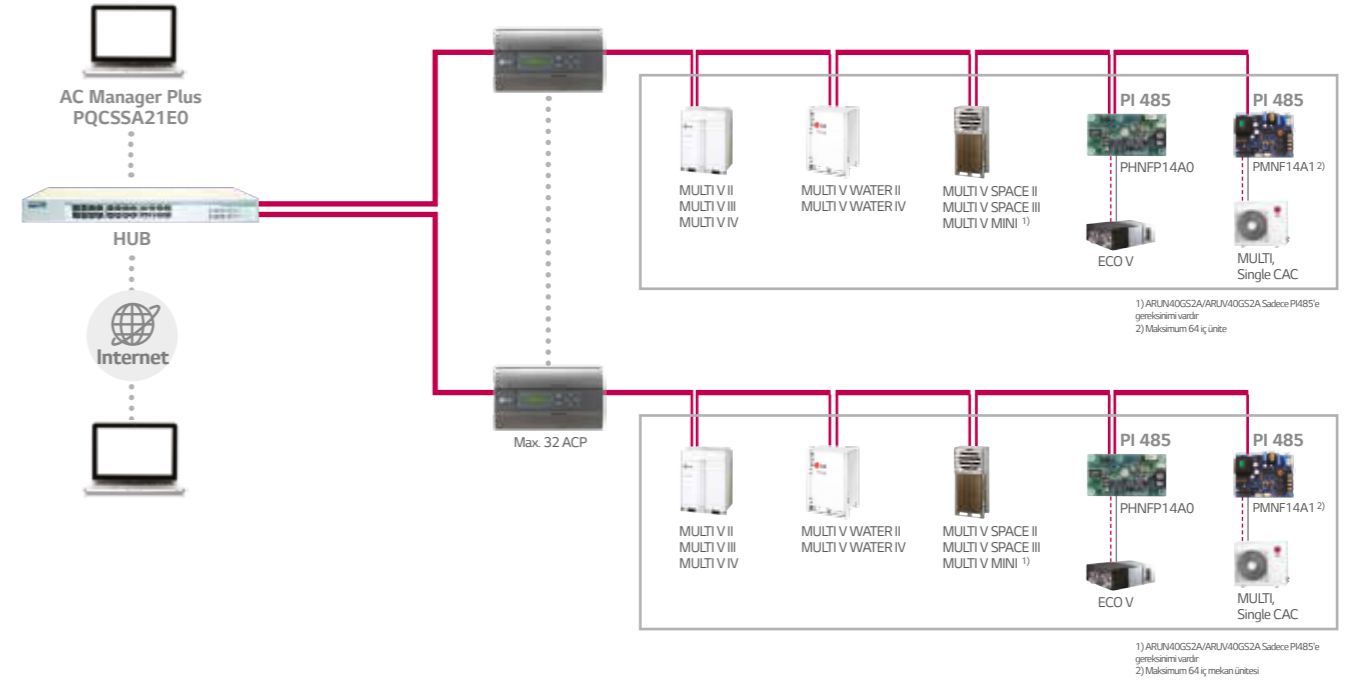 AC Manager Plus
PQCSSA21E0
HUB
Internet
PI 485
PI 485
PHNFP14A0
PMNF14A1 2)
MULTI V II
MULTI V III
MULTI V IV
MULTI V WATER II
MULTI V WATER IV
MULTI V SPACE II
MULTI V SPACE III
MULTI V MINI 1)
ECO V
MULTI,
Single CAC
1) ARUN40GS2A/ARUV40GS2A Sadece PI485'e
gereksinimi vardır
2) Maksimum 64 iç ünite
Max. 32 ACP
PI 485
PI 485
PHNFP14A0
PMNF14A1 2)
MULTI V II
MULTI V III
MULTI V IV
MULTI V WATER II
MULTI V WATER IV
MULTI V SPACE II
MULTI V SPACE III
MULTI V MINI 1)
ECO V
MULTI,
Single CAC
1) ARUN40GS2A/ARUV40GS2A Sadece PI485'e
gereksinimi vardır
2) Maksimum 64 iç mekan ünitesi